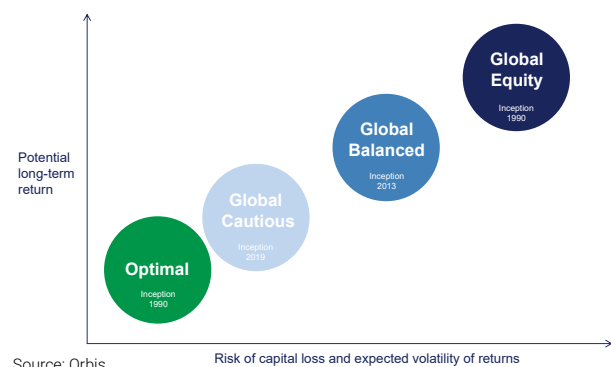 Global
Equity
Inception
1990
Global
Balanced
Inception
2013
Potential
long-term
return
Global
Cautious
Inception
2019
Optimal
Inception
1990
Source: Orbis
Risk of capital loss and expected volatility of returns